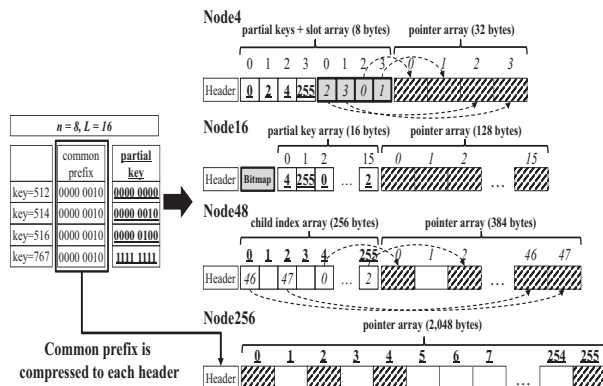 Node4
partial keys + slot array (8 bytes) pointer array (32 bytes)
0 1 2 3 0 1 2 3 0 1 2 3
Header 0 2 4 255 2 3 0 1
Node16
partial key array (16 bytes) pointer array (128 bytes)
0 1 2 15 0 1 2 15
Header Bitmap 4 255 0 ... 2 ...
Node48
child index array (256 bytes) pointer array (384 bytes)
0 1 2 3 4 255 0 1 2 46 47
Header 46 47 0 ... 2 ...
Node256
pointer array (2,048 bytes)
0 1 2 3 4 5 6 7 254 255
Header ...
n = 8, L = 16
common prefix partial key
key=512 0000 0010 0000 0000
key=514 0000 0010 0000 0010
key=516 0000 0010 0000 0100
key=767 0000 0010 1111 1111
Common prefix is
compressed to each header